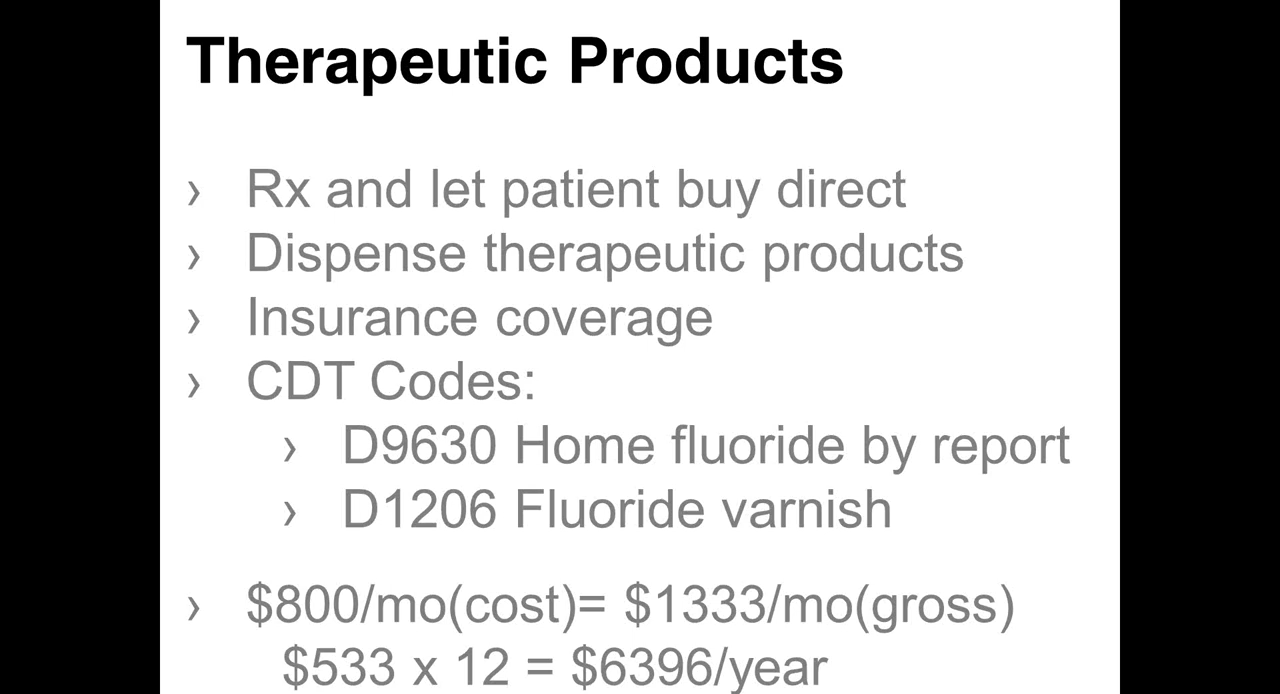 Therapeutic Products
› Rx and let patient buy direct
› Dispense therapeutic products
› Insurance coverage
› CDT Codes:
› D9630 Home fluoride by report
› D1206 Fluoride varnish
› $800/mo(cost)= $1333/mo(gross)
$533 x 12 = $6396/year